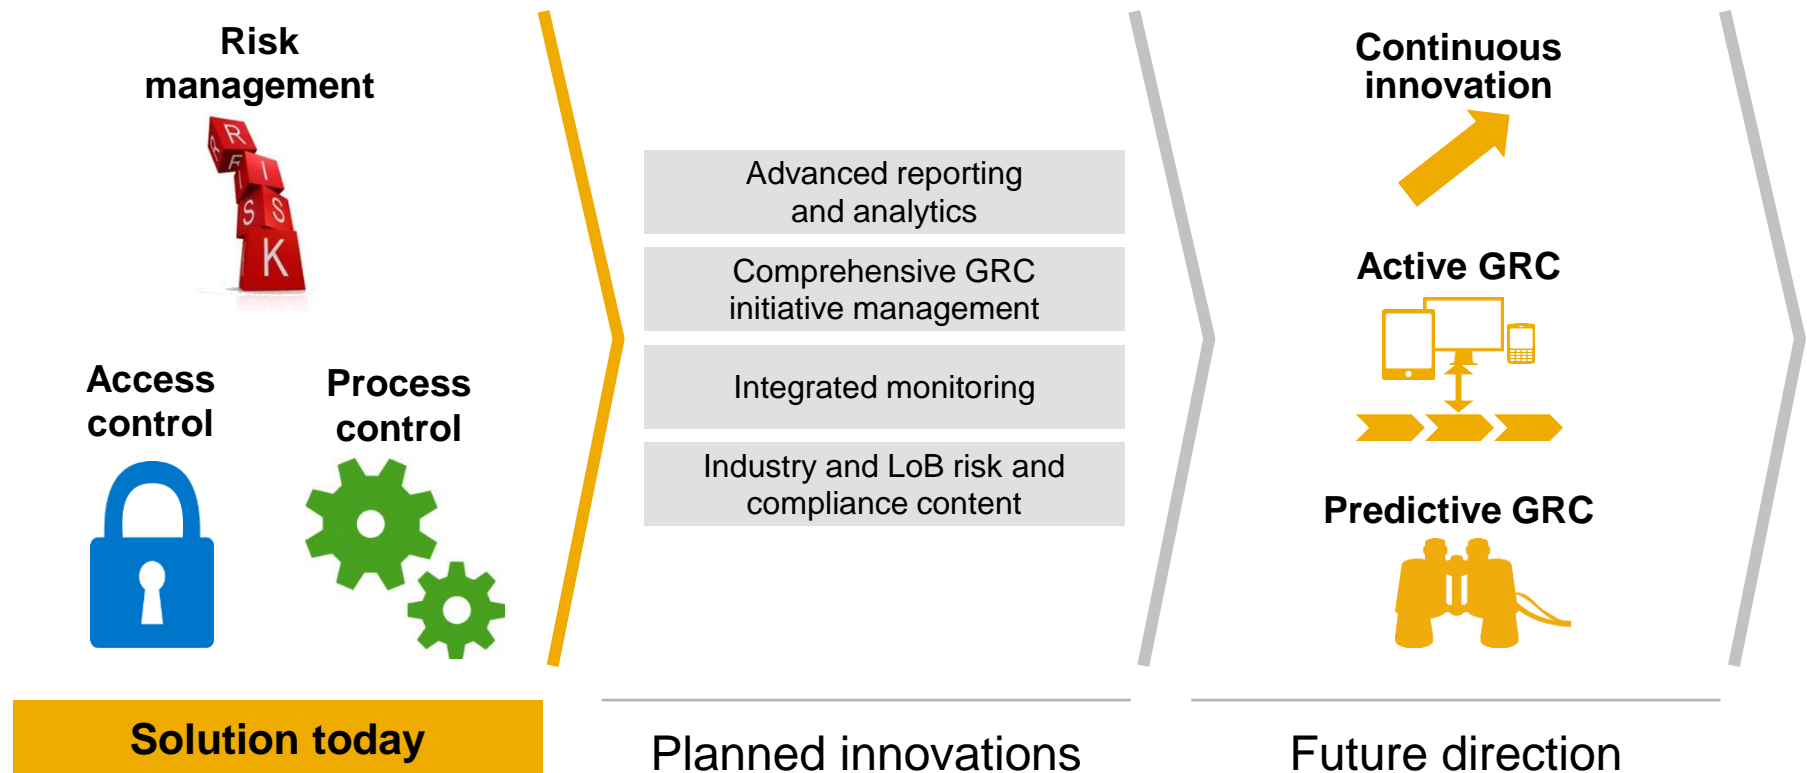 Risk
management
R
R F I
I S S
K
Access
control
Process
control
Solution today
Advanced reporting
and analytics
Comprehensive GRC
initiative management
Integrated monitoring
Industry and LoB risk and
compliance content
Planned innovations
Continuous
innovation
Active GRC
Predictive GRC
Future direction